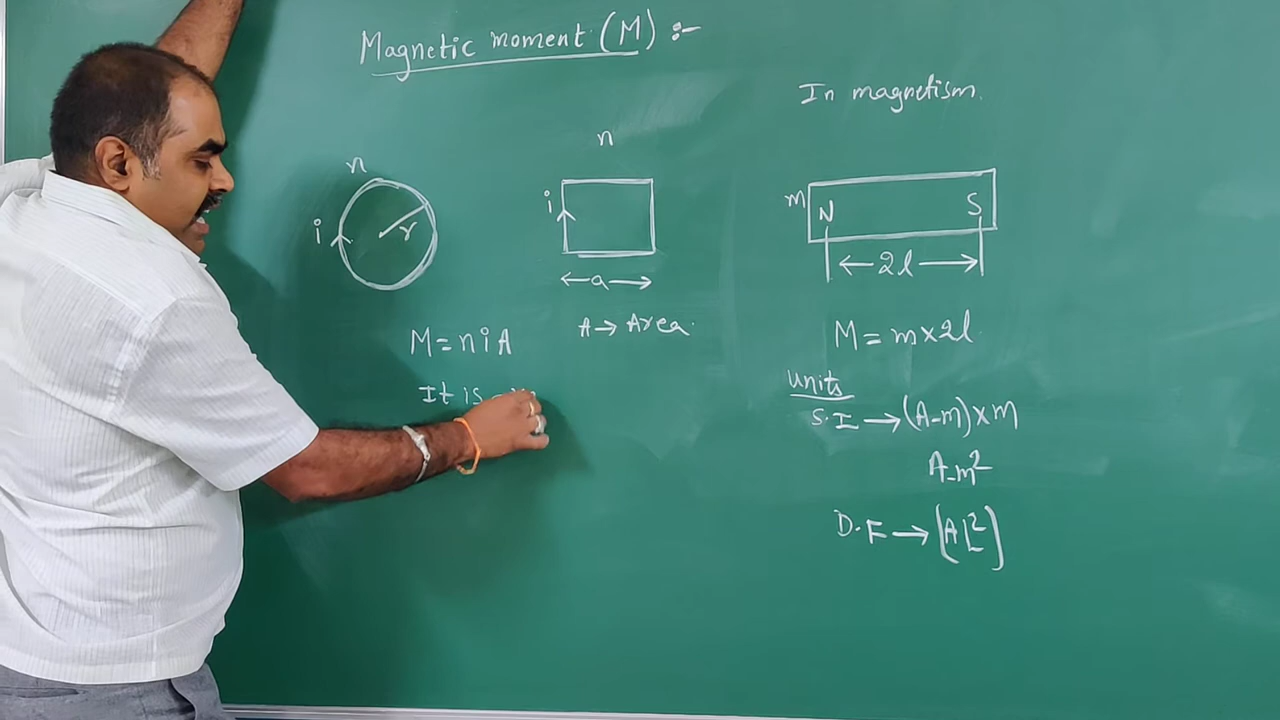 Magnetic moment (M) :-
In magnetism.
n
i
r
n
i
a
A → Area.
M = niA
It is
m
N
S
2l
M = m×2l
Units
S.I → (A-m)×m
A-m²
D.F → [AL²]